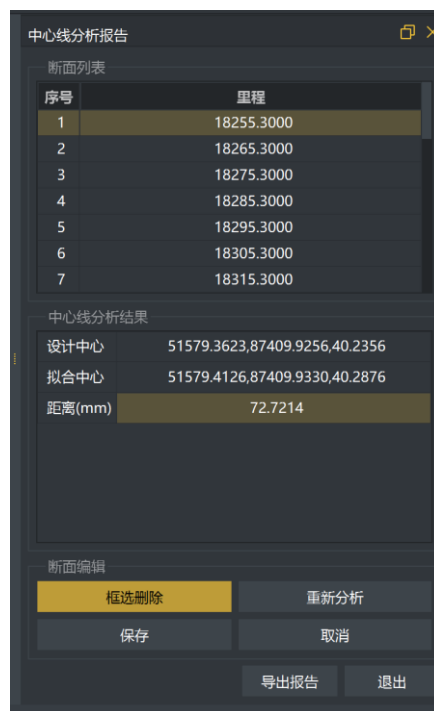 中心线分析报告
断面列表
序号 里程
1 18255.3000
2 18265.3000
3 18275.3000
4 18285.3000
5 18295.3000
6 18305.3000
7 18315.3000
中心线分析结果
设计中心 51579.3623,87409.9256,40.2356
拟合中心 51579.4126,87409.9330,40.2876
距离(mm) 72.7214
断面编辑
框选删除 重新分析
保存 取消
导出报告 退出